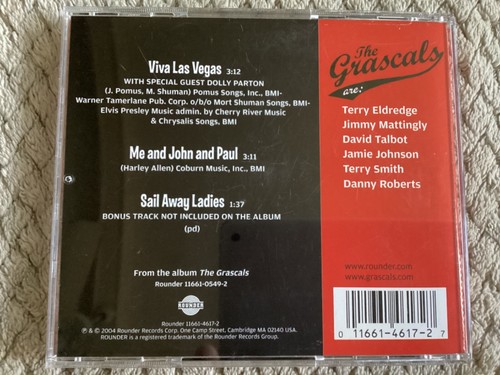 Viva Las Vegas 3:12
WITH SPECIAL GUEST DOLLY PARTON
(J. Pomus, M. Shuman) Pomus Songs, Inc., BMI-
Warner Tamerlane Pub. Corp. o/b/o Mort Shuman Songs, BMI-
Elvis Presley Music admin. by Cherry River Music
& Chrysalis Songs, BMI
Me and John and Paul 3:11
(Harley Allen) Coburn Music, Inc., BMI
Sail Away Ladies 1:37
BONUS TRACK NOT INCLUDED ON THE ALBUM
(pd)
From the album The Grascals
Rounder 11661-0549-2
ROUNDER
Rounder 11661-4617-2
℗ & © 2004 Rounder Records Corp. One Camp Street, Cambridge MA 02140 USA.
ROUNDER is a registered trademark of the Rounder Records Group.
The
Grascals
are:
Terry Eldredge
Jimmy Mattingly
David Talbot
Jamie Johnson
Terry Smith
Danny Roberts
www.rounder.com
www.grascals.com
0 11661-4617-2 7